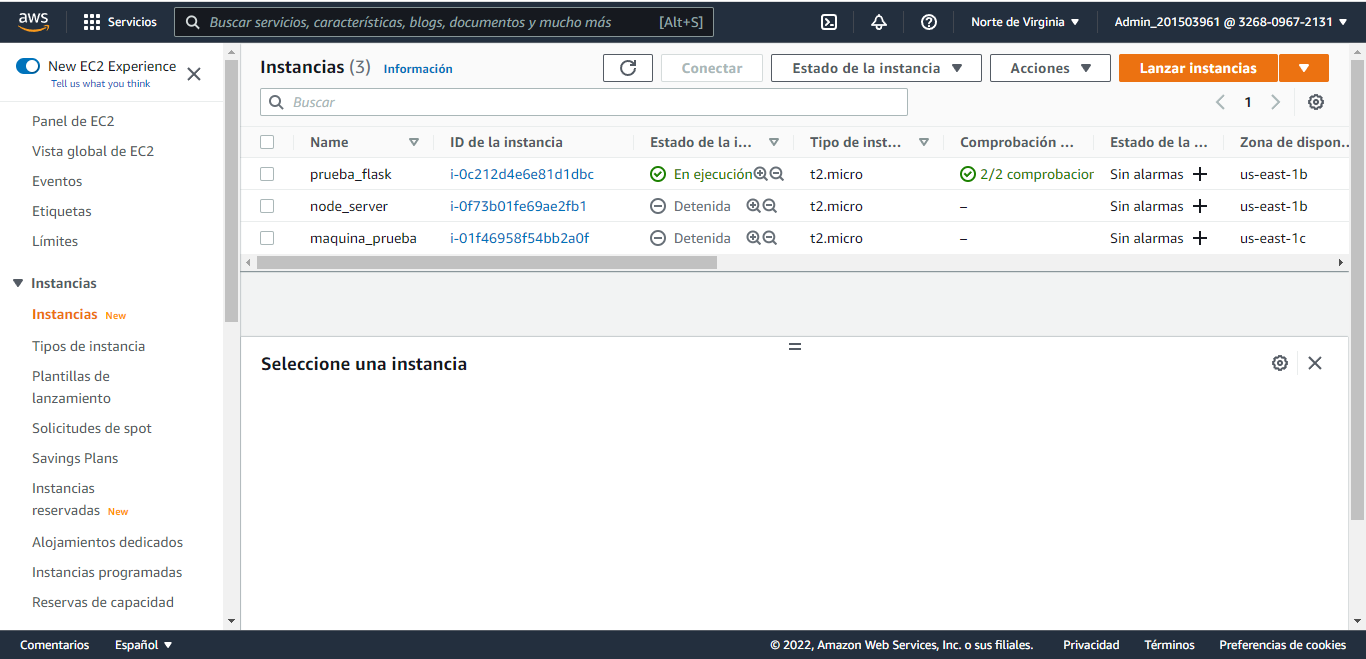 aws Servicios Buscar servicios, características, blogs, documentos y mucho más [Alt+S] Norte de Virginia Admin_201503961 @ 3268-0967-2131
New EC2 Experience
Tell us what you think
Panel de EC2
Vista global de EC2
Eventos
Etiquetas
Límites
Instancias
Instancias New
Tipos de instancia
Plantillas de
lanzamiento
Solicitudes de spot
Savings Plans
Instancias
reservadas New
Alojamientos dedicados
Instancias programadas
Reservas de capacidad
Instancias (3) Información Conectar Estado de la instancia Acciones Lanzar instancias
Buscar 1
Name ID de la instancia Estado de la i... Tipo de inst... Comprobación ... Estado de la ... Zona de dispon...
prueba_flask i-0c212d4e6e81d1dbc En ejecución t2.micro 2/2 comprobacior Sin alarmas us-east-1b
node_server i-0f73b01fe69ae2fb1 Detenida t2.micro – Sin alarmas us-east-1b
maquina_prueba i-01f46958f54bb2a0f Detenida t2.micro – Sin alarmas us-east-1c
Seleccione una instancia
Comentarios Español © 2022, Amazon Web Services, Inc. o sus filiales. Privacidad Términos Preferencias de cookies